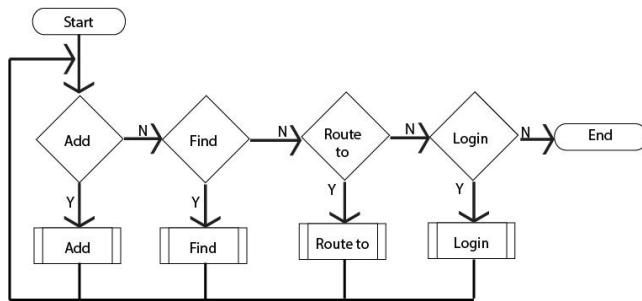 Start
Add
N
Find
N
Route
to
N
Login
N
End
Y
Y
Y
Y
Add
Find
Route to
Login